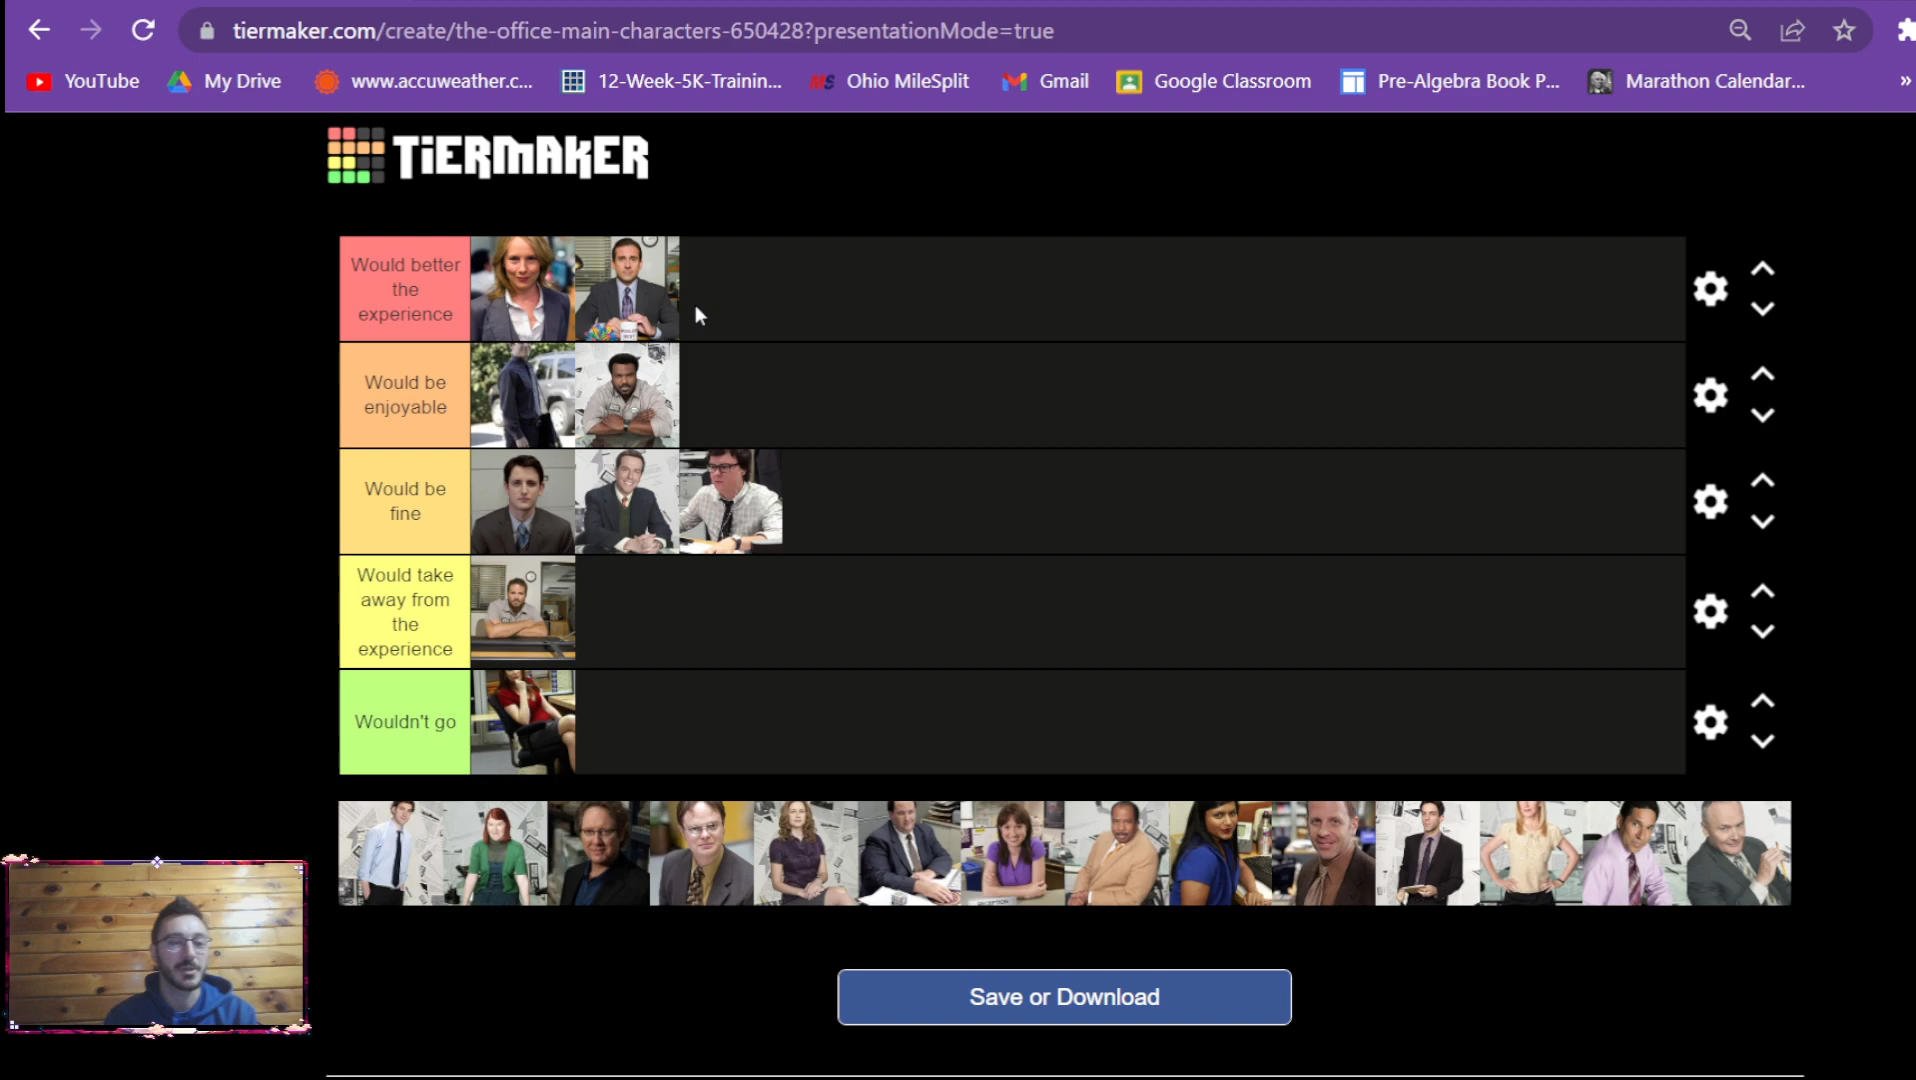 tiermaker.com/create/the-office-main-characters-650428?presentationMode=true
YouTube My Drive www.accuweather.c... 12-Week-5K-Trainin... MS Ohio MileSplit Gmail Google Classroom Pre-Algebra Book P... Marathon Calendar... »
TiERMAKER
Would better
the
experience
Would be
enjoyable
Would be
fine
Would take
away from
the
experience
Wouldn't go
Save or Download